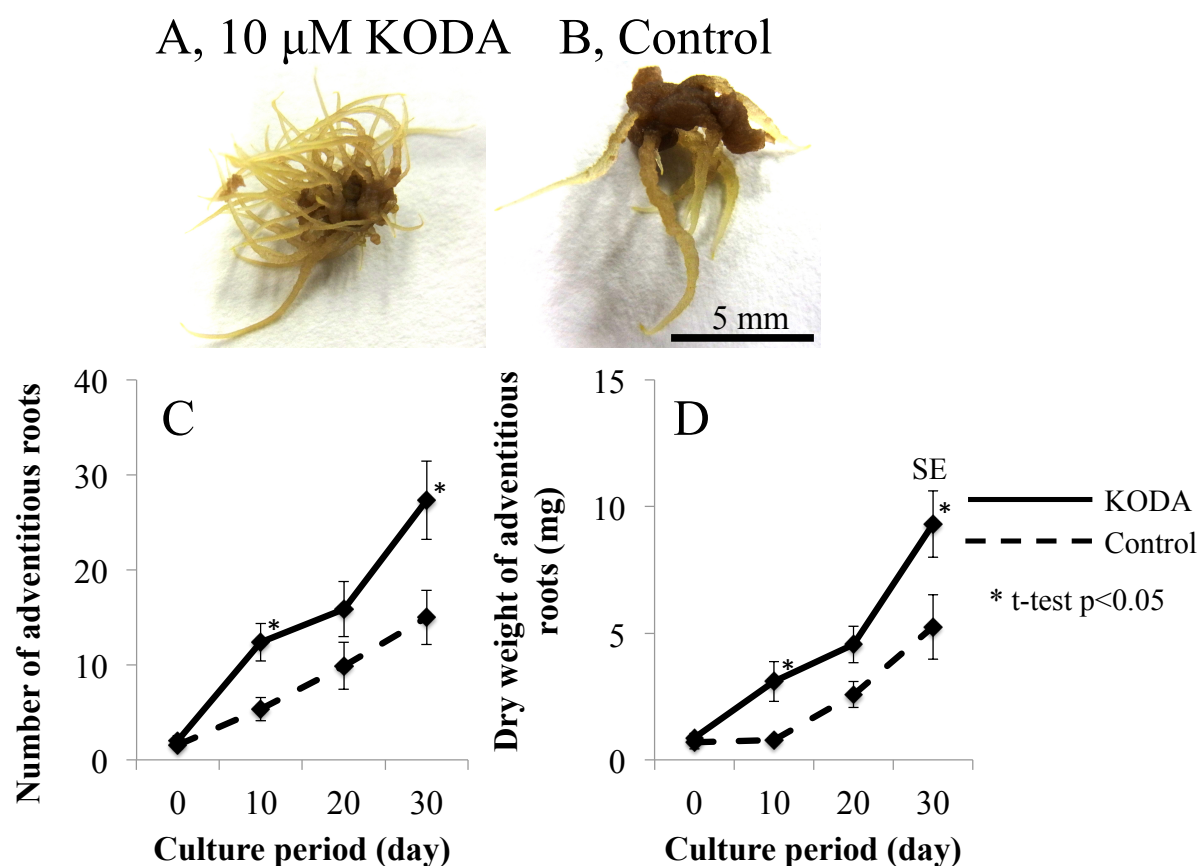 A, 10 μM KODA
B, Control
5 mm
Number of adventitious roots
40
30
20
10
0
C
*
*
0 10 20 30
Culture period (day)
Dry weight of adventitious
roots (mg)
15
10
5
0
D
SE
*
*
0 10 20 30
Culture period (day)
KODA
Control
* t-test p<0.05